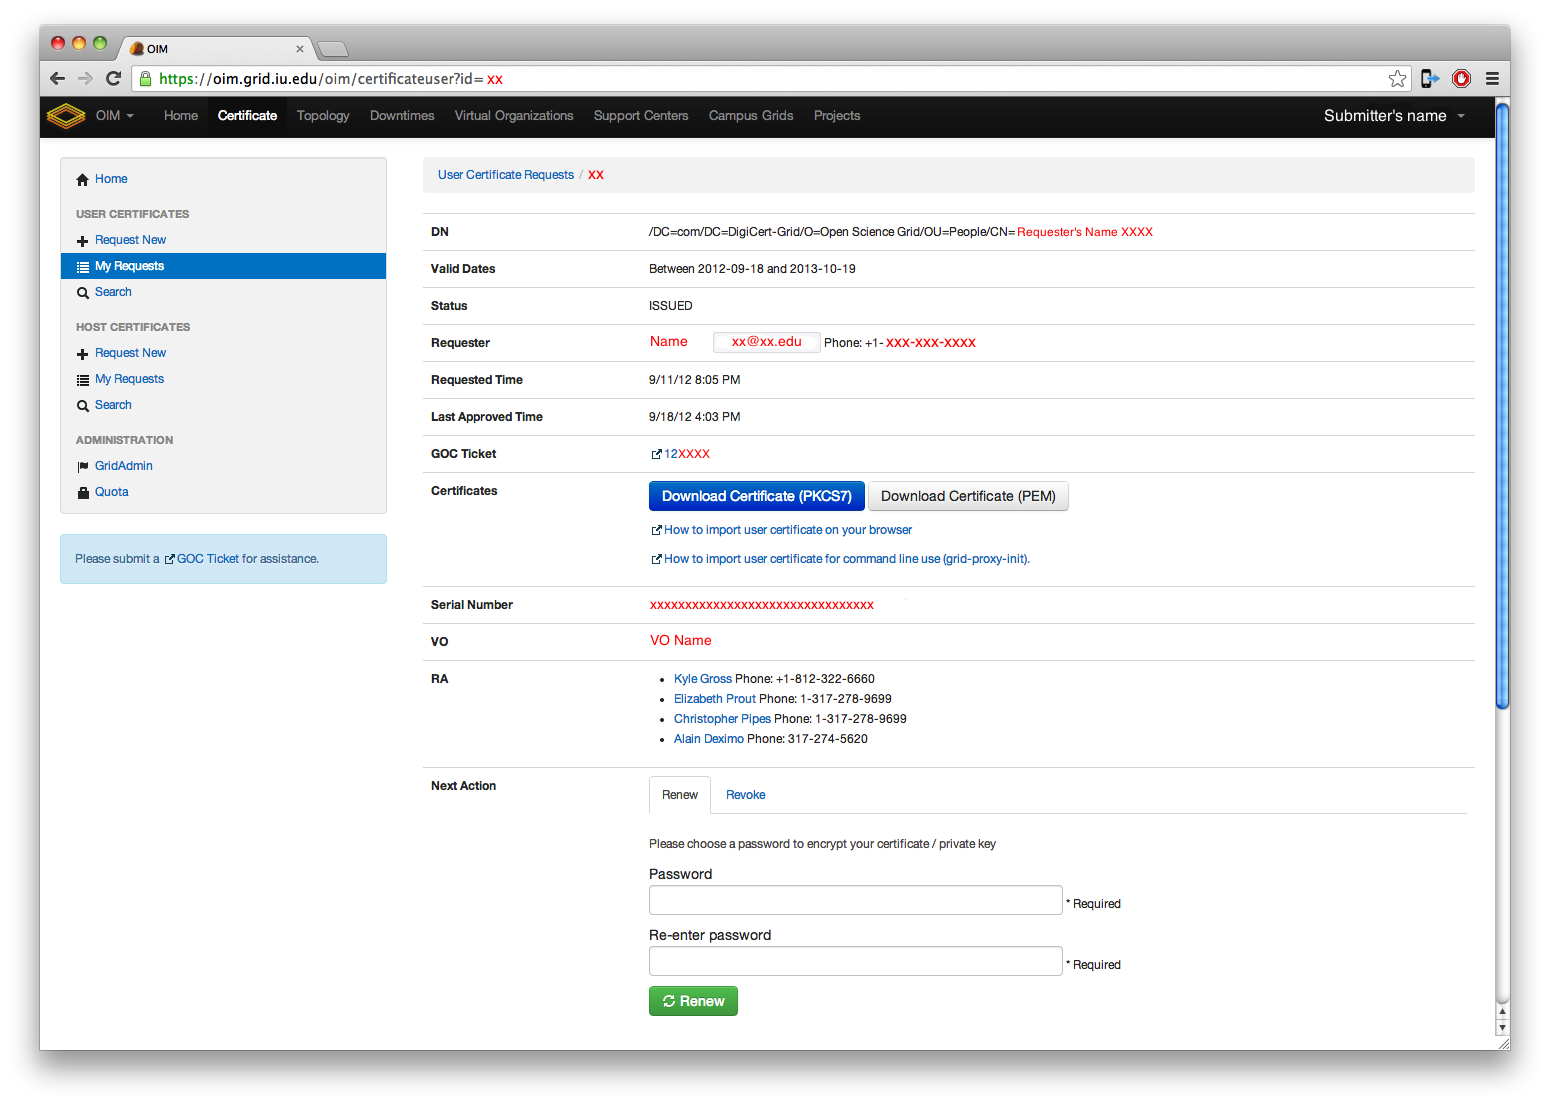 OIM
https://oim.grid.iu.edu/oim/certificateuser?id= xx
OIM Home Certificate Topology Downtimes Virtual Organizations Support Centers Campus Grids Projects Submitter's name
Home
USER CERTIFICATES
Request New
My Requests
Search
HOST CERTIFICATES
Request New
My Requests
Search
ADMINISTRATION
GridAdmin
Quota
Please submit a GOC Ticket for assistance.
User Certificate Requests / XX
DN /DC=com/DC=DigiCert-Grid/O=Open Science Grid/OU=People/CN= Requester's Name XXXX
Valid Dates Between 2012-09-18 and 2013-10-19
Status ISSUED
Requester Name xx@xx.edu Phone: +1- XXX-XXX-XXXX
Requested Time 9/11/12 8:05 PM
Last Approved Time 9/18/12 4:03 PM
GOC Ticket 12XXXX
Certificates Download Certificate (PKCS7) Download Certificate (PEM)
How to import user certificate on your browser
How to import user certificate for command line use (grid-proxy-init).
Serial Number xxxxxxxxxxxxxxxxxxxxxxxxxxxxxxxx
VO VO Name
RA • Kyle Gross Phone: +1-812-322-6660
• Elizabeth Prout Phone: 1-317-278-9699
• Christopher Pipes Phone: 1-317-278-9699
• Alain Deximo Phone: 317-274-5620
Next Action Renew Revoke
Please choose a password to encrypt your certificate / private key
Password
* Required
Re-enter password
* Required
Renew